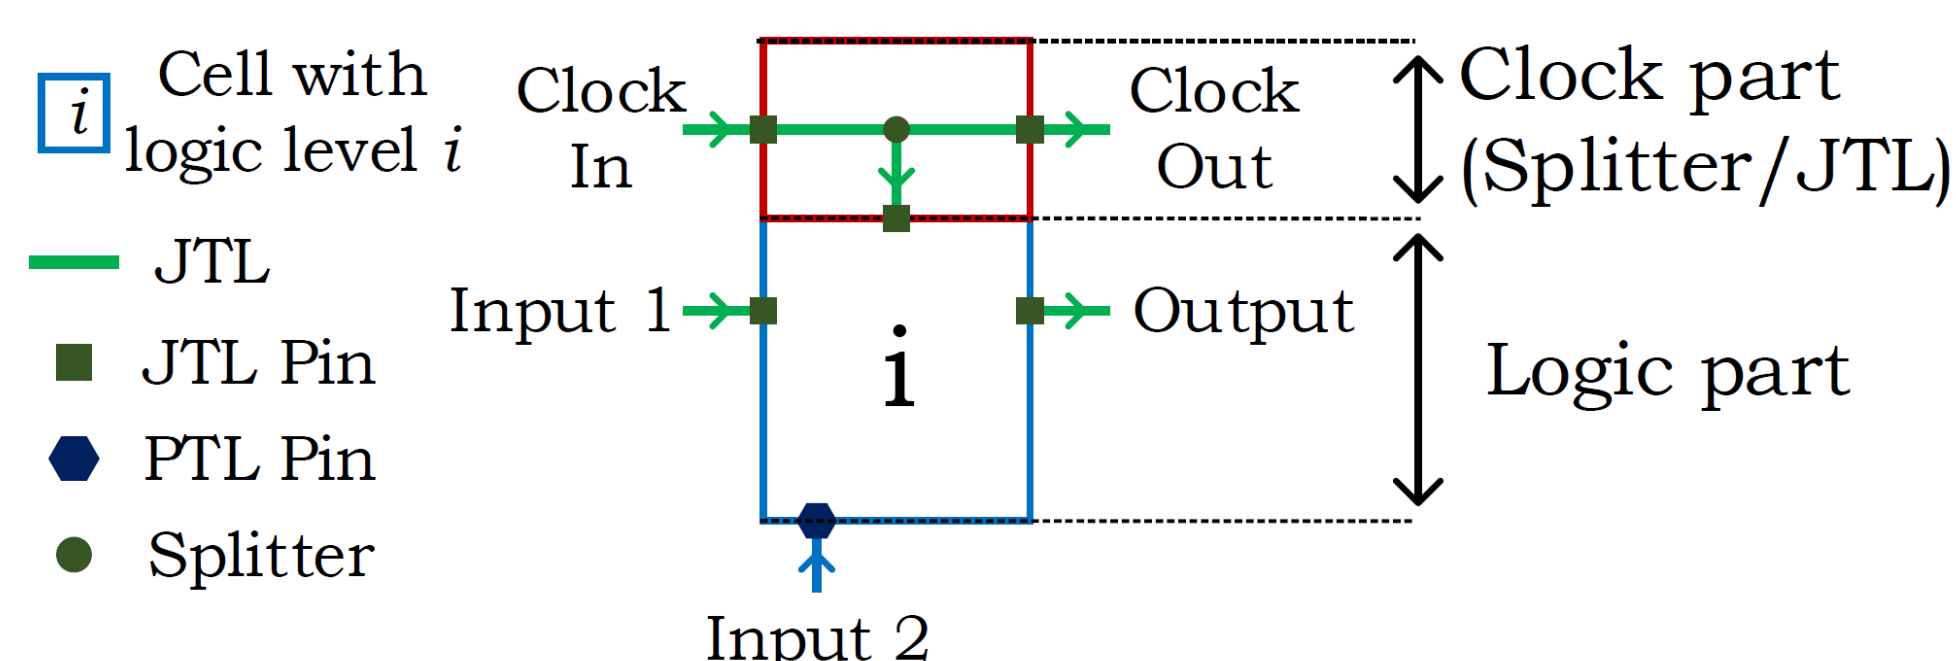 i
Cell with
logic level i
JTL
JTL Pin
PTL Pin
Splitter
Clock
In
Clock
Out
Input 1
Output
i
Input 2
Clock part
(Splitter/JTL)
Logic part